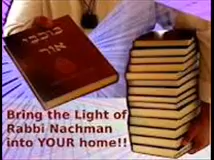 כוכבי
אור
Bring the Light of
Rabbi Nachman
into YOUR home!!